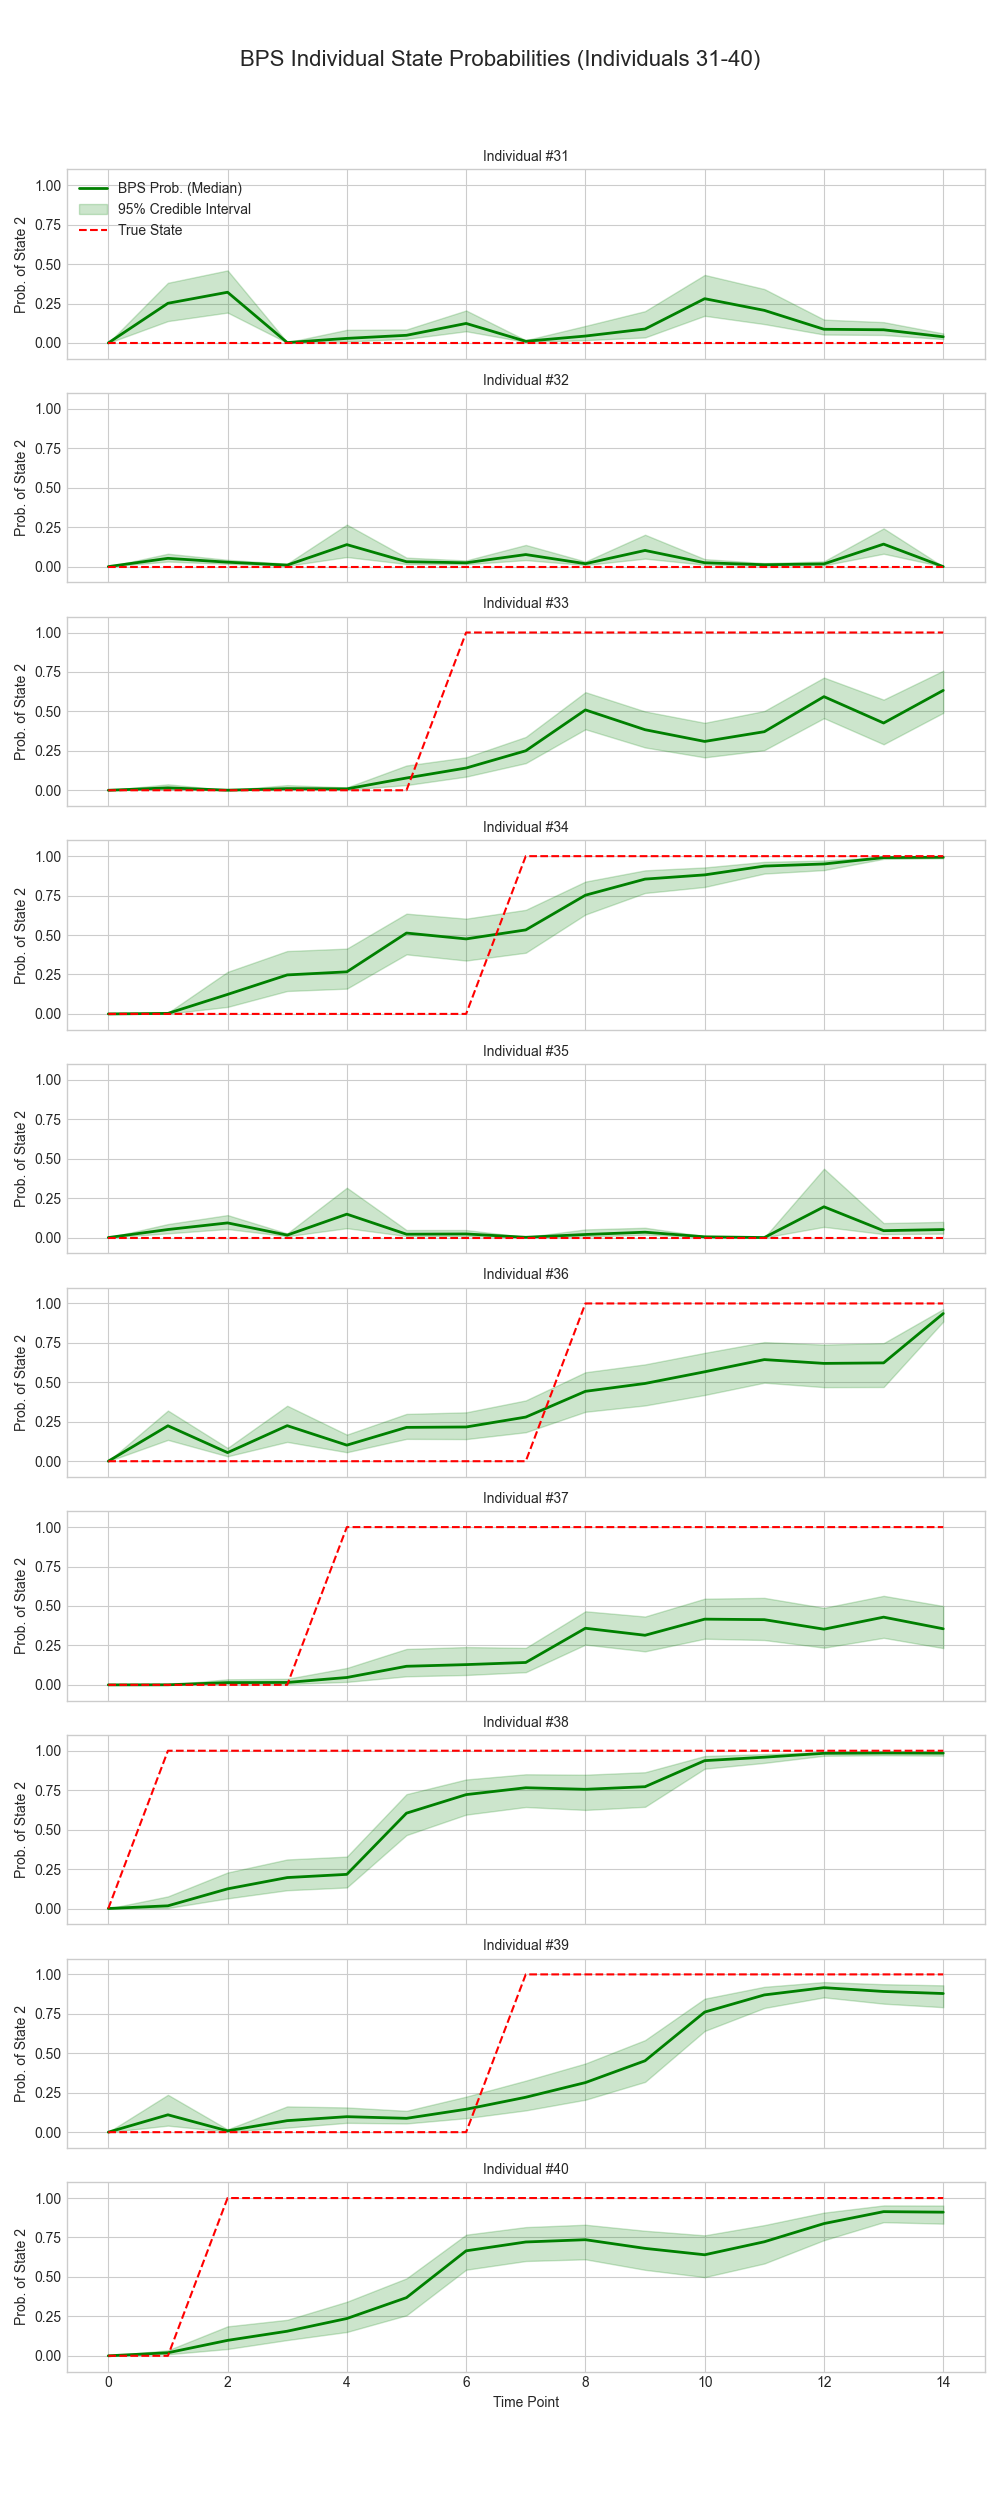 BPS Individual State Probabilities (Individuals 31-40)
Individual #31
Prob. of State 2
1.00
0.75
0.50
0.25
0.00
BPS Prob. (Median)
95% Credible Interval
True State
Individual #32
Prob. of State 2
1.00
0.75
0.50
0.25
0.00
Individual #33
Prob. of State 2
1.00
0.75
0.50
0.25
0.00
Individual #34
Prob. of State 2
1.00
0.75
0.50
0.25
0.00
Individual #35
Prob. of State 2
1.00
0.75
0.50
0.25
0.00
Individual #36
Prob. of State 2
1.00
0.75
0.50
0.25
0.00
Individual #37
Prob. of State 2
1.00
0.75
0.50
0.25
0.00
Individual #38
Prob. of State 2
1.00
0.75
0.50
0.25
0.00
Individual #39
Prob. of State 2
1.00
0.75
0.50
0.25
0.00
Individual #40
Prob. of State 2
1.00
0.75
0.50
0.25
0.00
0 2 4 6 8 10 12 14
Time Point